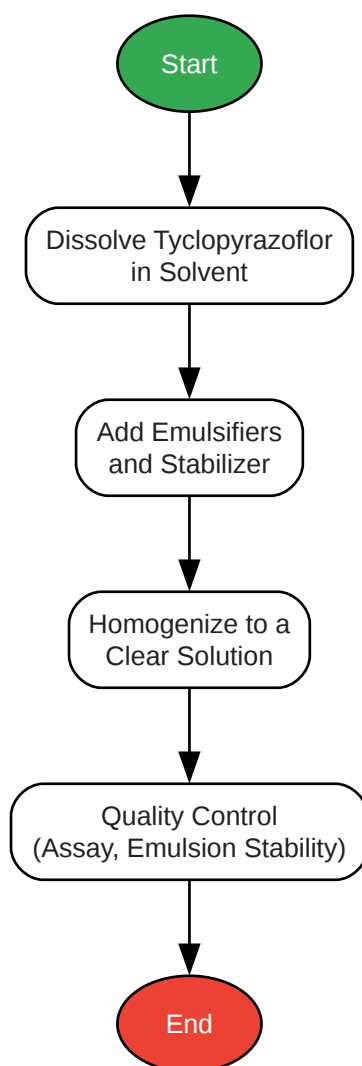 Start
Dissolve Tyclopyrazoflor
in Solvent
Add Emulsifiers
and Stabilizer
Homogenize to a
Clear Solution
Quality Control
(Assay, Emulsion Stability)
End